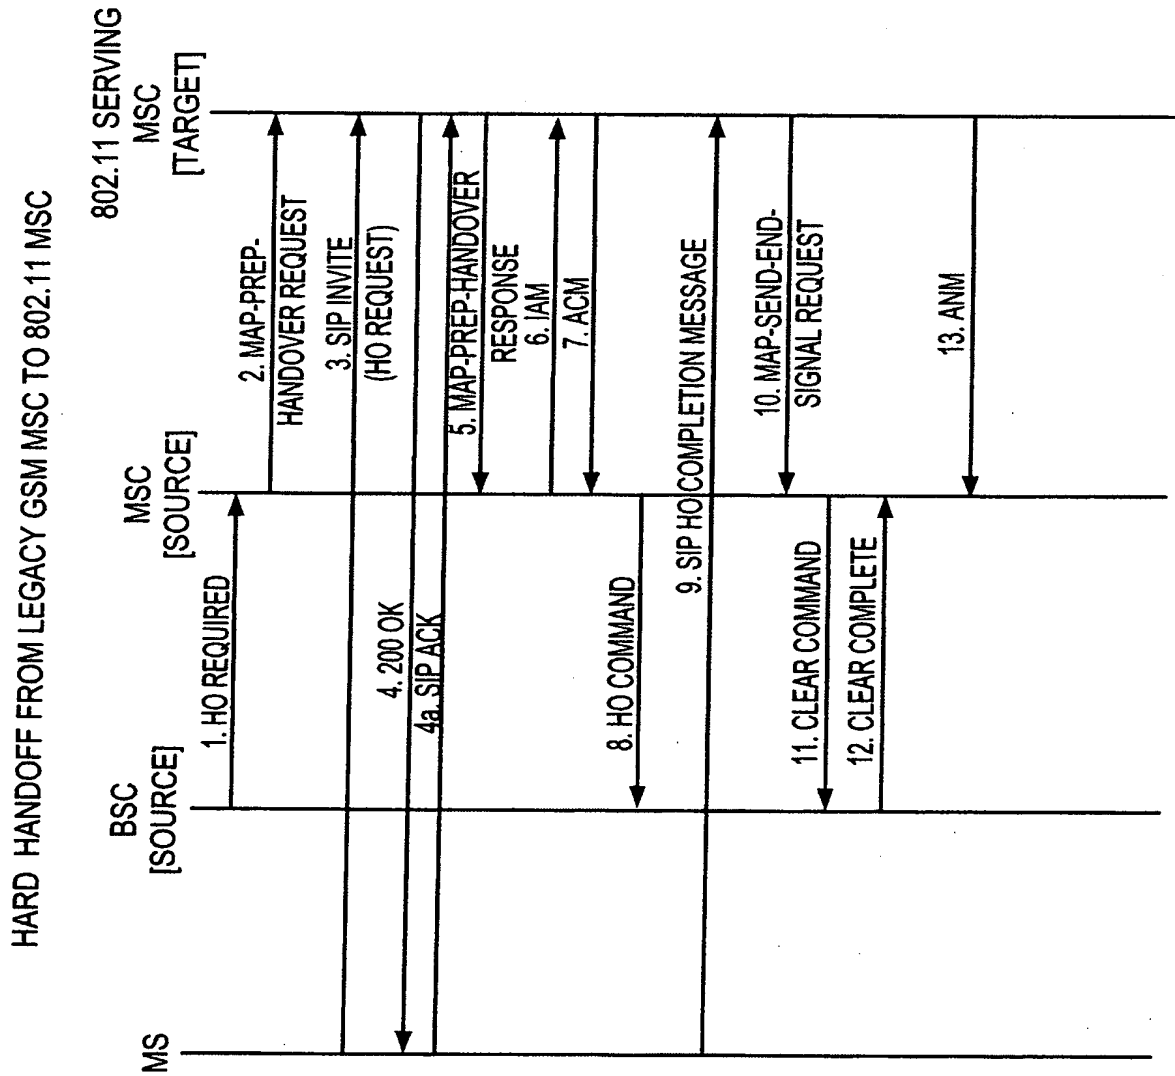 HARD HANDOFF FROM LEGACY GSM MSC TO 802.11 MSC
MS
BSC
[SOURCE]
MSC
[SOURCE]
802.11 SERVING
MSC
[TARGET]
1. HO REQUIRED
2. MAP-PREP-
HANDOVER REQUEST
3. SIP INVITE
(HO REQUEST)
4. 200 OK
4a. SIP ACK
5. MAP-PREP-HANDOVER
RESPONSE
6. IAM
7. ACM
8. HO COMMAND
9. SIP HO COMPLETION MESSAGE
10. MAP-SEND-END-
SIGNAL REQUEST
11. CLEAR COMMAND
12. CLEAR COMPLETE
13. ANM